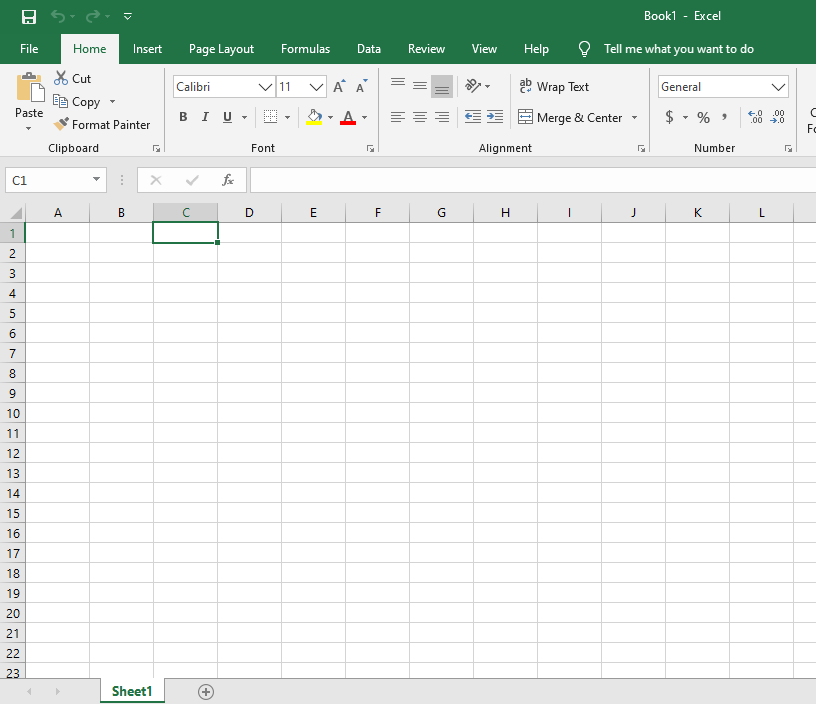 Book1 - Excel
File Home Insert Page Layout Formulas Data Review View Help Tell me what you want to do
Paste
Cut
Copy
Format Painter
Clipboard
Calibri 11
B I U A
Font
ab Wrap Text
Merge & Center
Alignment
General
$ % ,
Number
C1
fx
A B C D E F G H I J K L
1
2
3
4
5
6
7
8
9
10
11
12
13
14
15
16
17
18
19
20
21
22
23
Sheet1